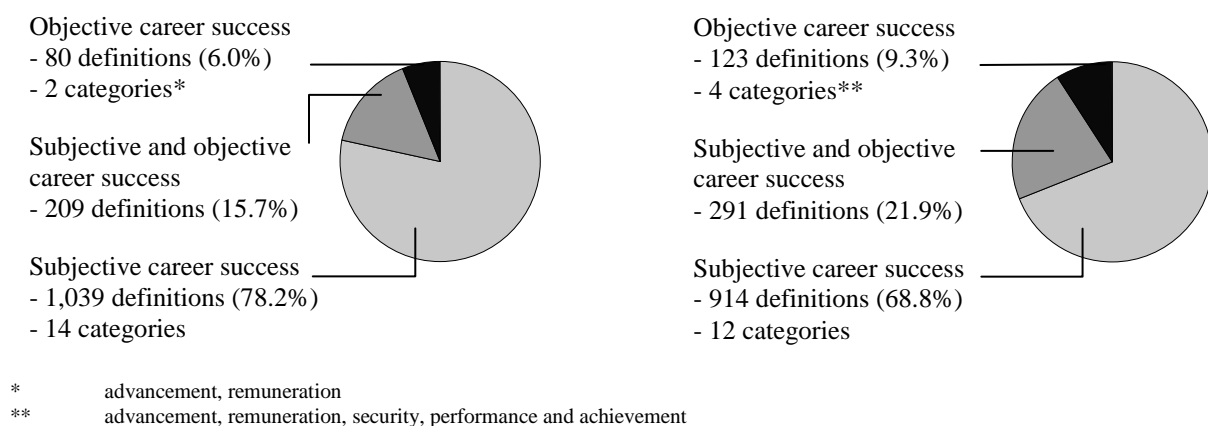 Objective career success
- 80 definitions (6.0%)
- 2 categories*
Subjective and objective
career success
- 209 definitions (15.7%)
Subjective career success
- 1,039 definitions (78.2%)
- 14 categories
Objective career success
- 123 definitions (9.3%)
- 4 categories**
Subjective and objective
career success
- 291 definitions (21.9%)
Subjective career success
- 914 definitions (68.8%)
- 12 categories
* advancement, remuneration
** advancement, remuneration, security, performance and achievement